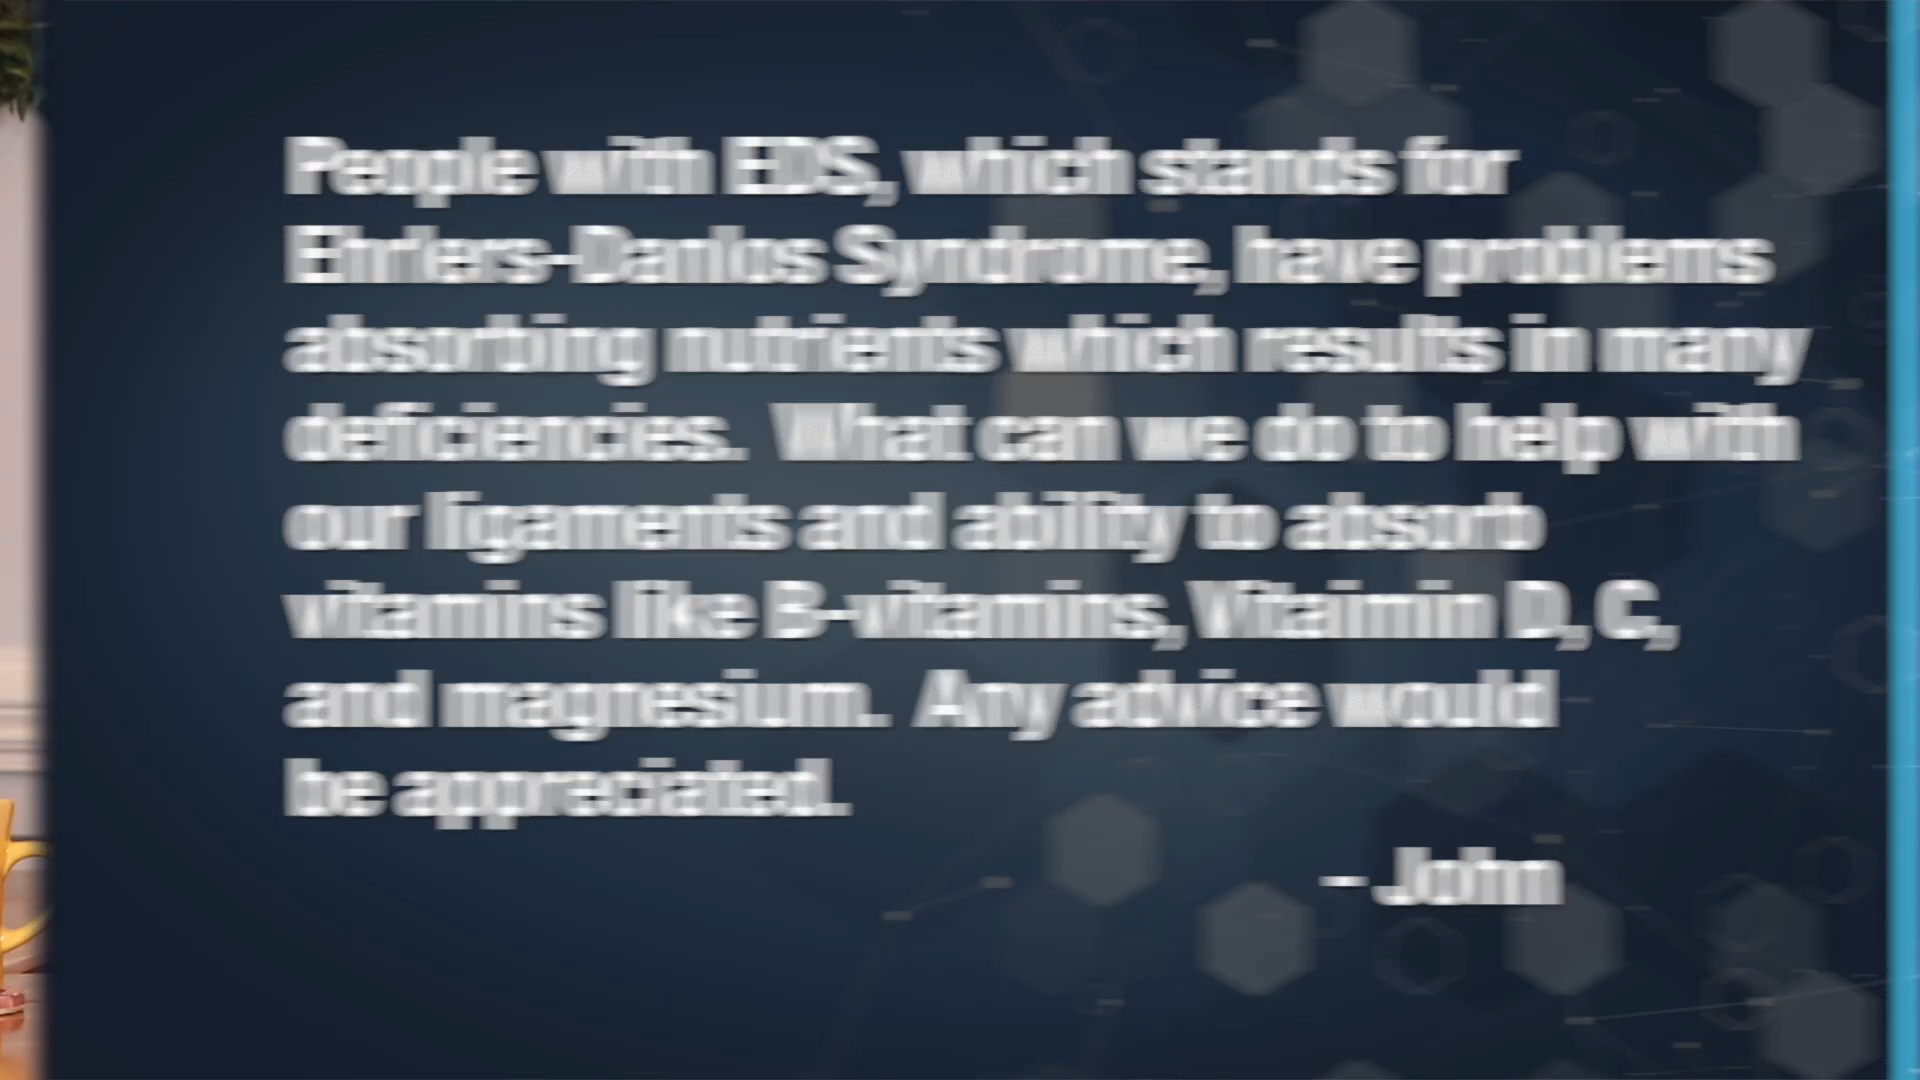 People with EDS, which stands for
Ehrlers-Danlos Syndrome, have problems
absorbing nutrients which results in many
deficiencies. What can we do to help with
our ligaments and ability to absorb
vitamins like B-vitamins, Vitaimin D, C,
and magnesium. Any advice would
be appreciated.
– John